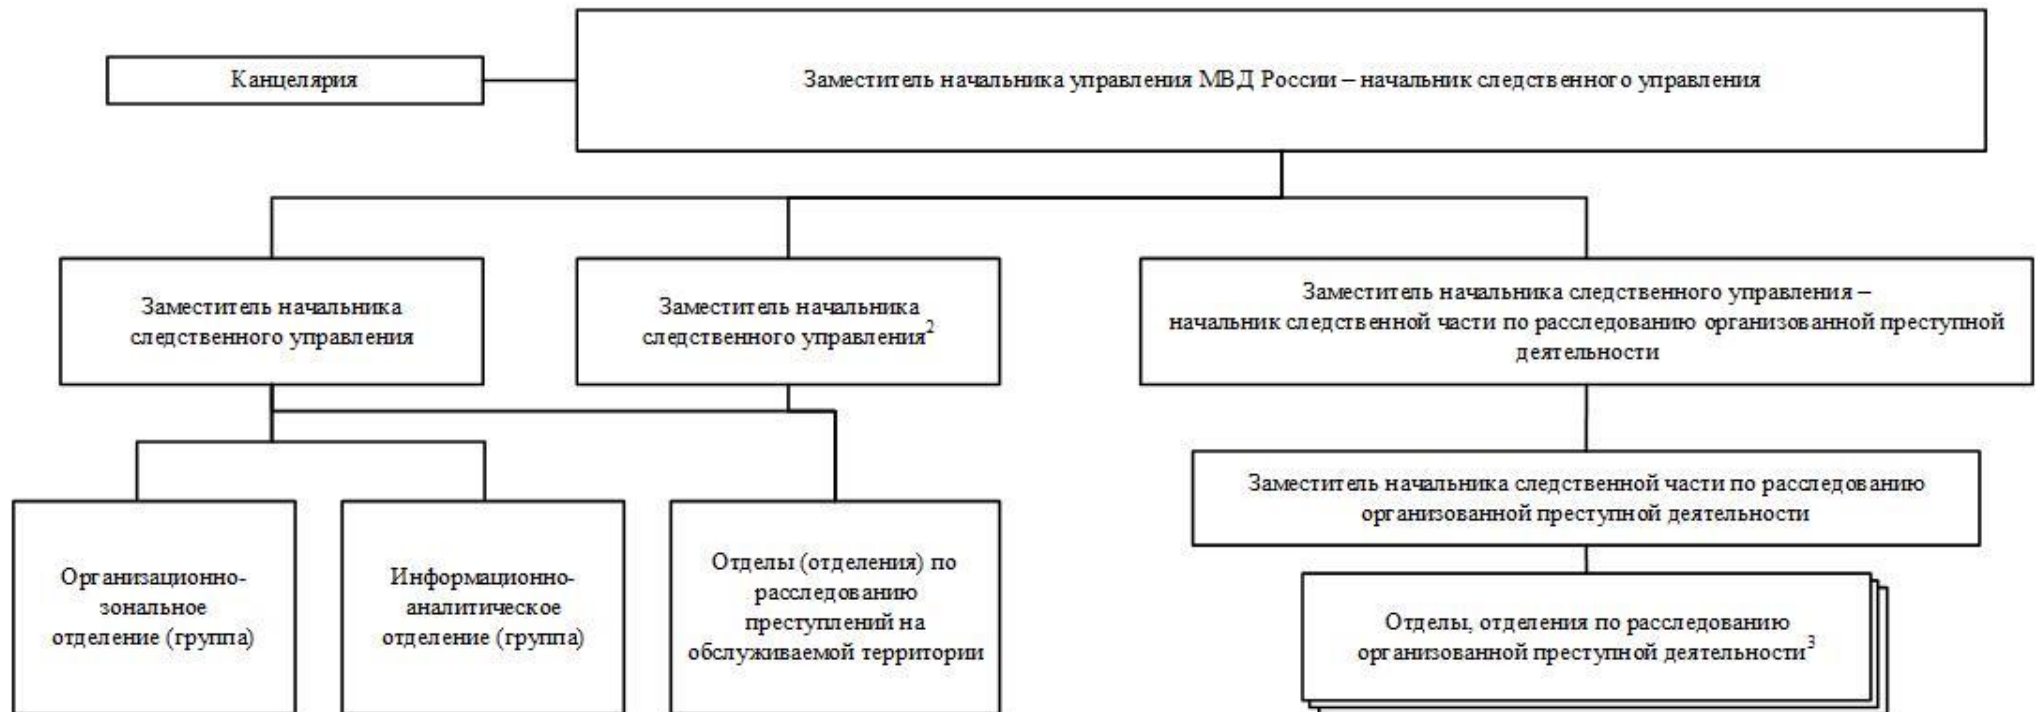 Канцелярия
Заместитель начальника управления МВД России – начальник следственного управления
Заместитель начальника
следственного управления
Заместитель начальника
следственного управления²
Заместитель начальника следственного управления –
начальник следственной части по расследованию организованной преступной
деятельности
Заместитель начальника следственной части по расследованию
организованной преступной деятельности
Организационно-
зональное
отделение (группа)
Информационно-
аналитическое
отделение (группа)
Отделы (отделения) по
расследованию
преступлений на
обслуживаемой территории
Отделы, отделения по расследованию
организованной преступной деятельности³